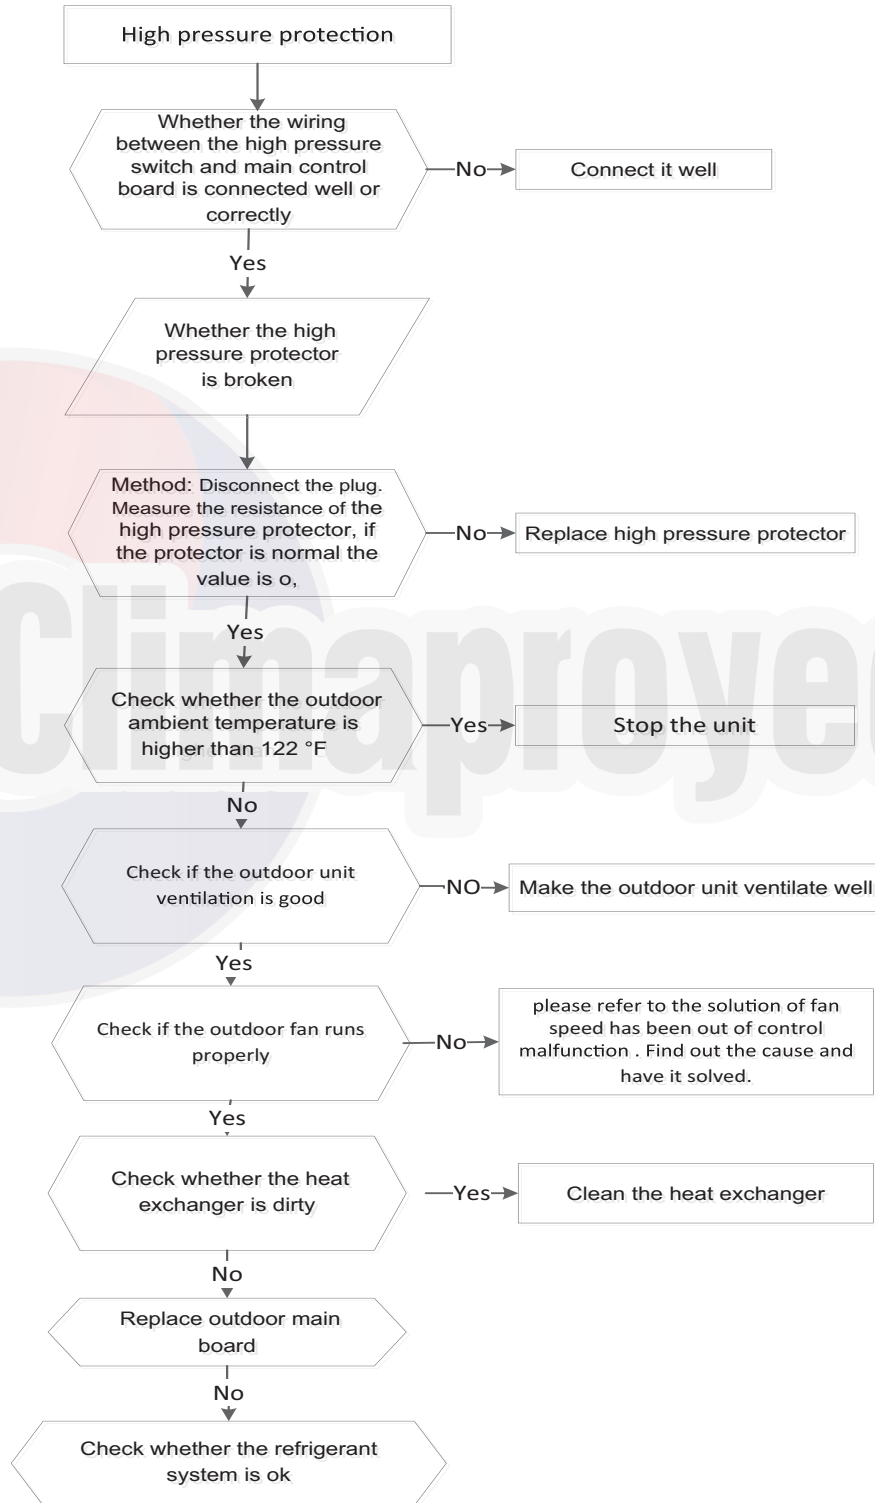 High pressure protection
Whether the wiring
between the high pressure
switch and main control
board is connected well or
correctly
No
Connect it well
Yes
Whether the high
pressure protector
is broken
Method: Disconnect the plug.
Measure the resistance of the
high pressure protector, if
the protector is normal the
value is o,
No
Replace high pressure protector
Yes
Check whether the outdoor
ambient temperature is
higher than 122 °F
Yes
Stop the unit
No
Check if the outdoor unit
ventilation is good
NO
Make the outdoor unit ventilate well
Yes
Check if the outdoor fan runs
properly
No
please refer to the solution of fan
speed has been out of control
malfunction . Find out the cause and
have it solved.
Yes
Check whether the heat
exchanger is dirty
Yes
Clean the heat exchanger
No
Replace outdoor main
board
No
Check whether the refrigerant
system is ok
Climaproye